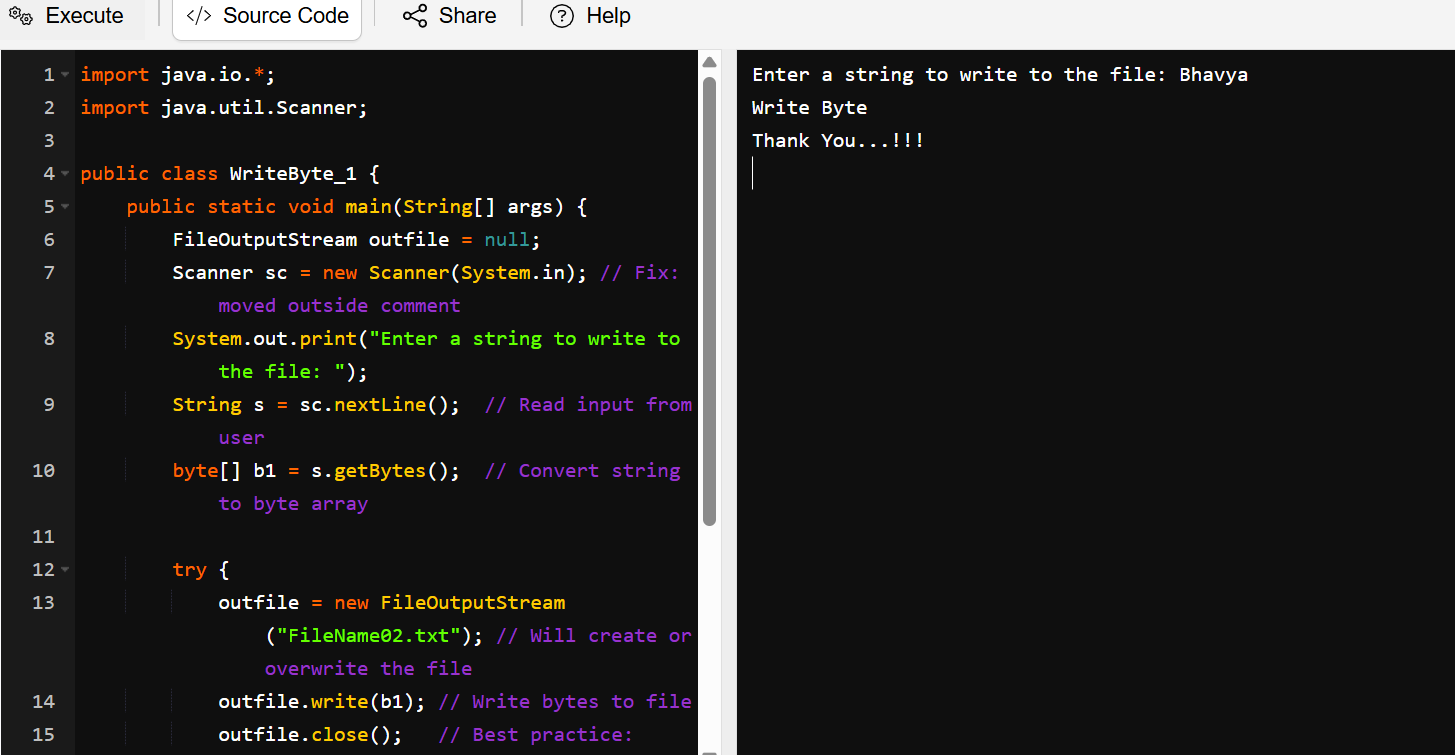 Execute
</> Source Code
Share
? Help
1 import java.io.*;
2 import java.util.Scanner;
3
4 public class WriteByte_1 {
5 public static void main(String[] args) {
6 FileOutputStream outfile = null;
7 Scanner sc = new Scanner(System.in); // Fix:
moved outside comment
8 System.out.print("Enter a string to write to
the file: ");
9 String s = sc.nextLine();  // Read input from
user
10 byte[] b1 = s.getBytes();  // Convert string
to byte array
11
12 try {
13 outfile = new FileOutputStream
("FileName02.txt"); // Will create or
overwrite the file
14 outfile.write(b1); // Write bytes to file
15 outfile.close();   // Best practice:
Enter a string to write to the file: Bhavya
Write Byte
Thank You...!!!